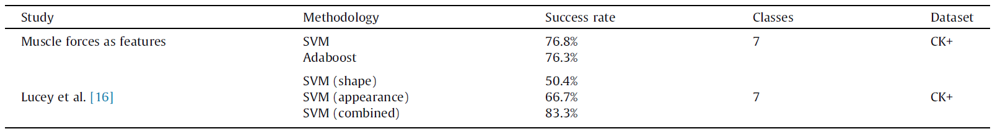 Study Methodology Success rate Classes Dataset
Muscle forces as features SVM 76.8% 7 CK+
Adaboost 76.3%
SVM (shape) 50.4%
Lucey et al. [16] SVM (appearance) 66.7% 7 CK+
SVM (combined) 83.3%